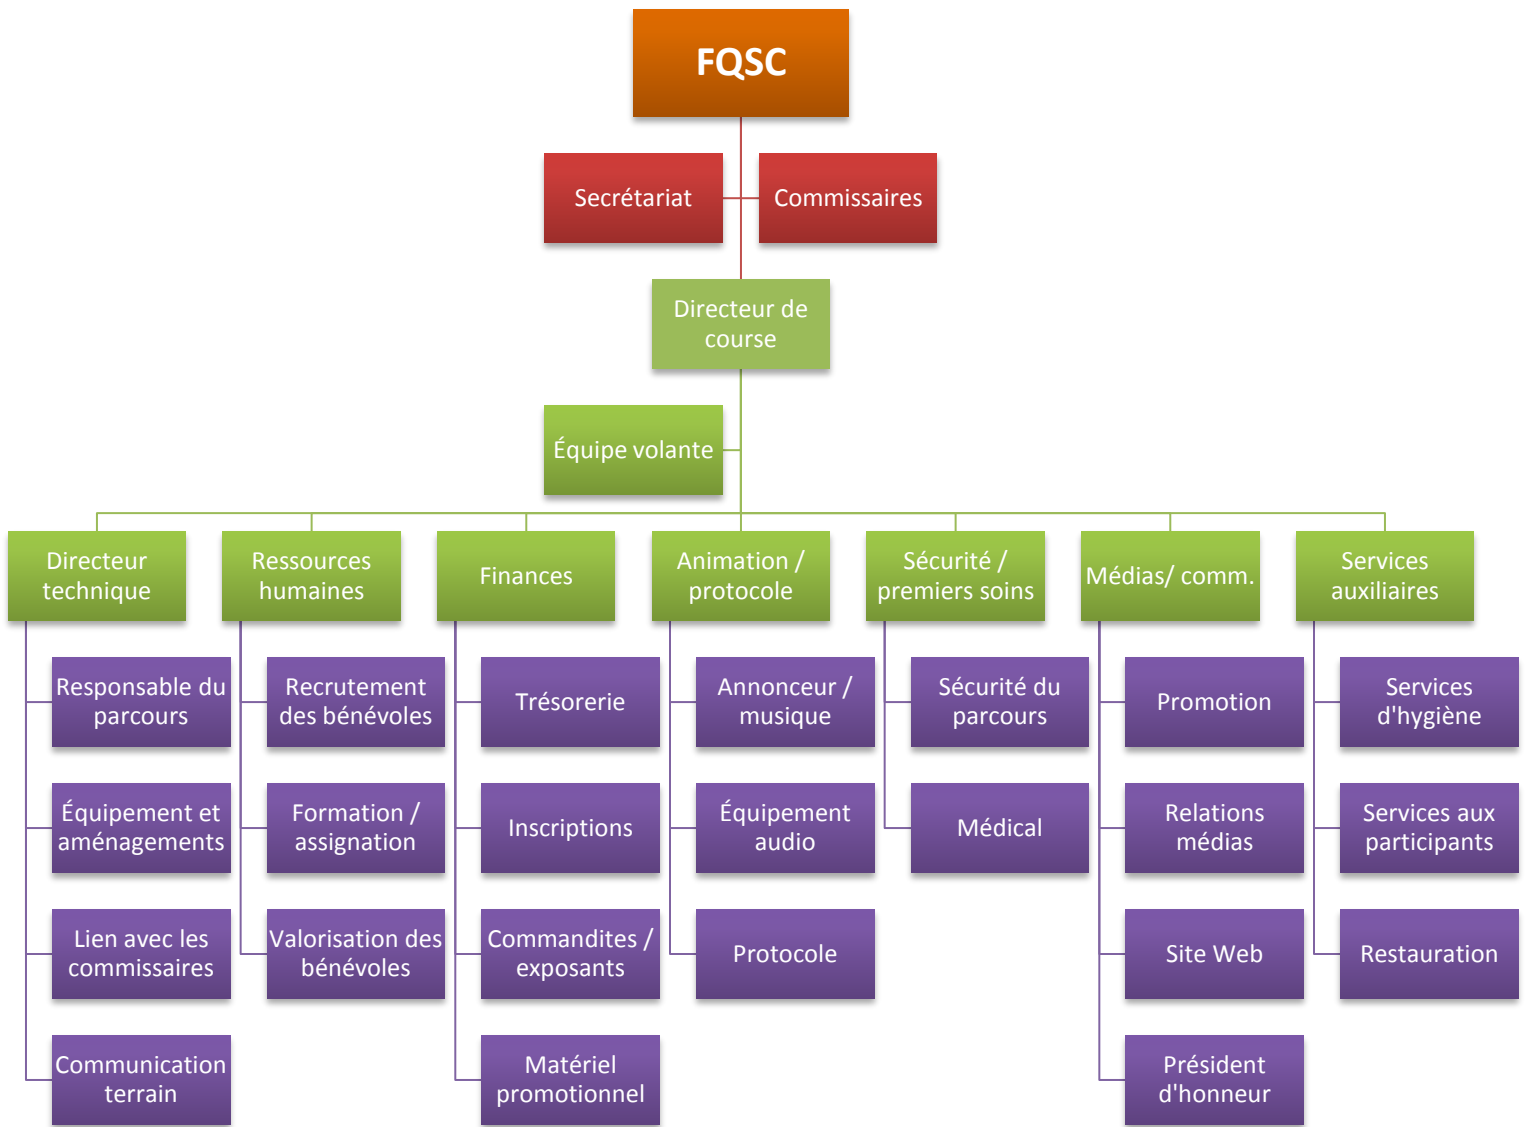 FQSC
Secrétariat
Commissaires
Directeur de
course
Équipe volante
Directeur
technique
Ressources
humaines
Finances
Animation /
protocole
Sécurité /
premiers soins
Médias/ comm.
Services
auxiliaires
Responsable du
parcours
Recrutement
des bénévoles
Trésorerie
Annonceur /
musique
Sécurité du
parcours
Promotion
Services
d'hygiène
Équipement et
aménagements
Formation /
assignation
Inscriptions
Équipement
audio
Médical
Relations
médias
Services aux
participants
Lien avec les
commissaires
Valorisation des
bénévoles
Commandites /
exposants
Protocole
Site Web
Restauration
Communication
terrain
Matériel
promotionnel
Président
d'honneur